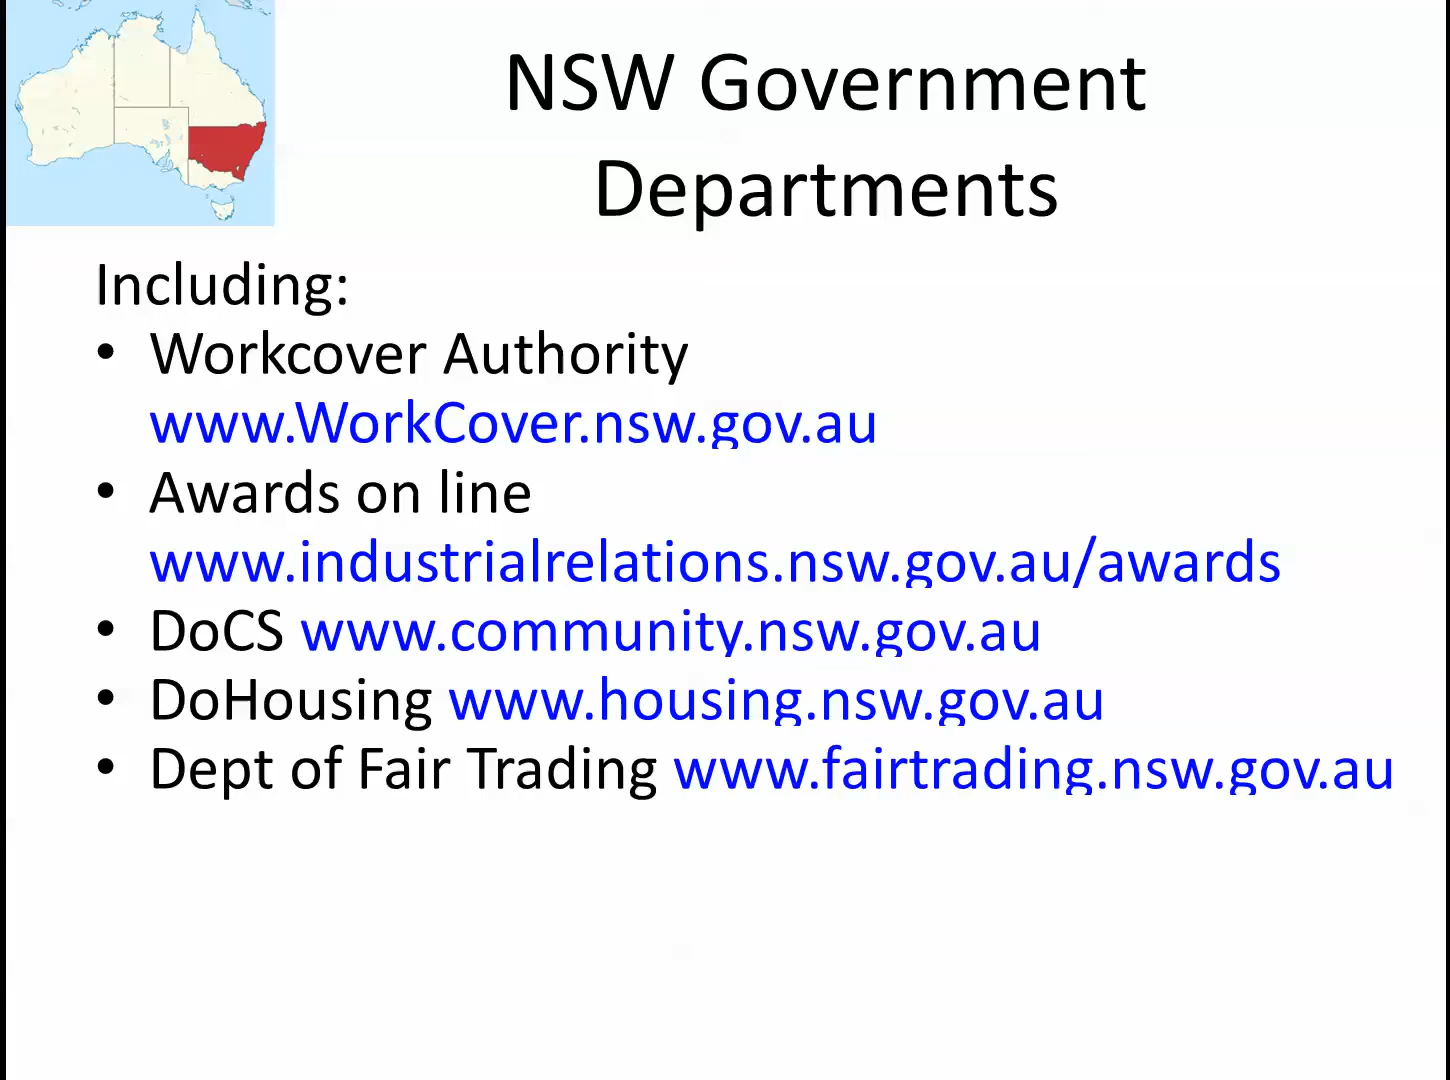 NSW Government
Departments
Including:
• Workcover Authority
www.WorkCover.nsw.gov.au
• Awards on line
www.industrialrelations.nsw.gov.au/awards
• DoCS www.community.nsw.gov.au
• DoHousing www.housing.nsw.gov.au
• Dept of Fair Trading www.fairtrading.nsw.gov.au